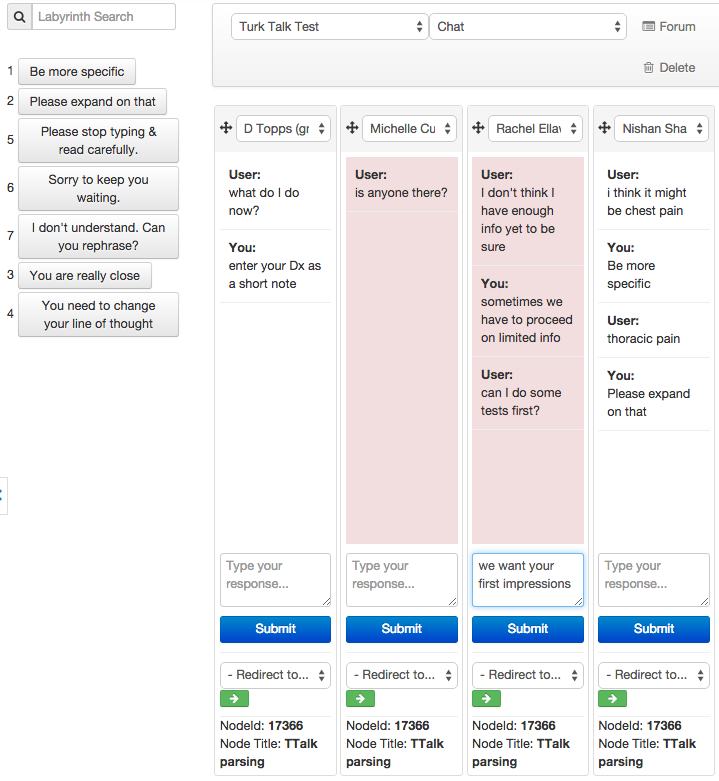 Labyrinth Search
1 Be more specific
2 Please expand on that
5 Please stop typing &
read carefully.
6 Sorry to keep you
waiting.
7 I don't understand. Can
you rephrase?
3 You are really close
4 You need to change
your line of thought
Turk Talk Test
Chat
Forum
Delete
D Topps (gr
User:
what do I do
now?
You:
enter your Dx as
a short note
Type your
response...
Submit
- Redirect to...
NodeId: 17366
Node Title: TTalk
parsing
Michelle Cu
User:
is anyone there?
Type your
response...
Submit
- Redirect to...
NodeId: 17366
Node Title: TTalk
parsing
Rachel Ellaw
User:
I don't think I
have enough
info yet to be
sure
You:
sometimes we
have to proceed
on limited info
User:
can I do some
tests first?
we want your
first impressions
Submit
- Redirect to...
NodeId: 17366
Node Title: TTalk
parsing
Nishan Sha
User:
i think it might
be chest pain
You:
Be more
specific
User:
thoracic pain
You:
Please expand
on that
Type your
response...
Submit
- Redirect to...
NodeId: 17366
Node Title: TTalk
parsing